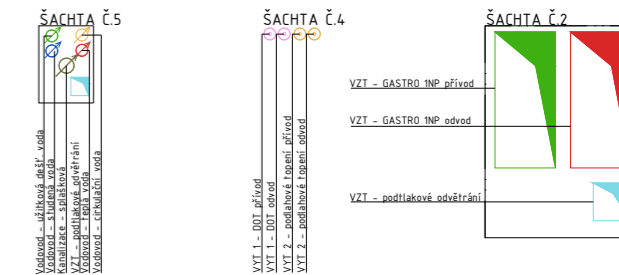 ŠACHTA Č.5
Vodovod - užitková dešť. voda
Vodovod - studená voda
Kanalizace - splašková
VZT - podtlakové odvětrání
Vodovod - teplá voda
Vodovod - cirkulační voda
ŠACHTA Č.4
VYT 1 - DOT přívod
VYT 1 - DOT odvod
VYT 2 - podlahové topení přívod
VYT 2 - podlahové topení odvod
ŠACHTA Č.2
VZT - GASTRO 1NP přívod
VZT - GASTRO 1NP odvod
VZT - podtlakové odvětrání